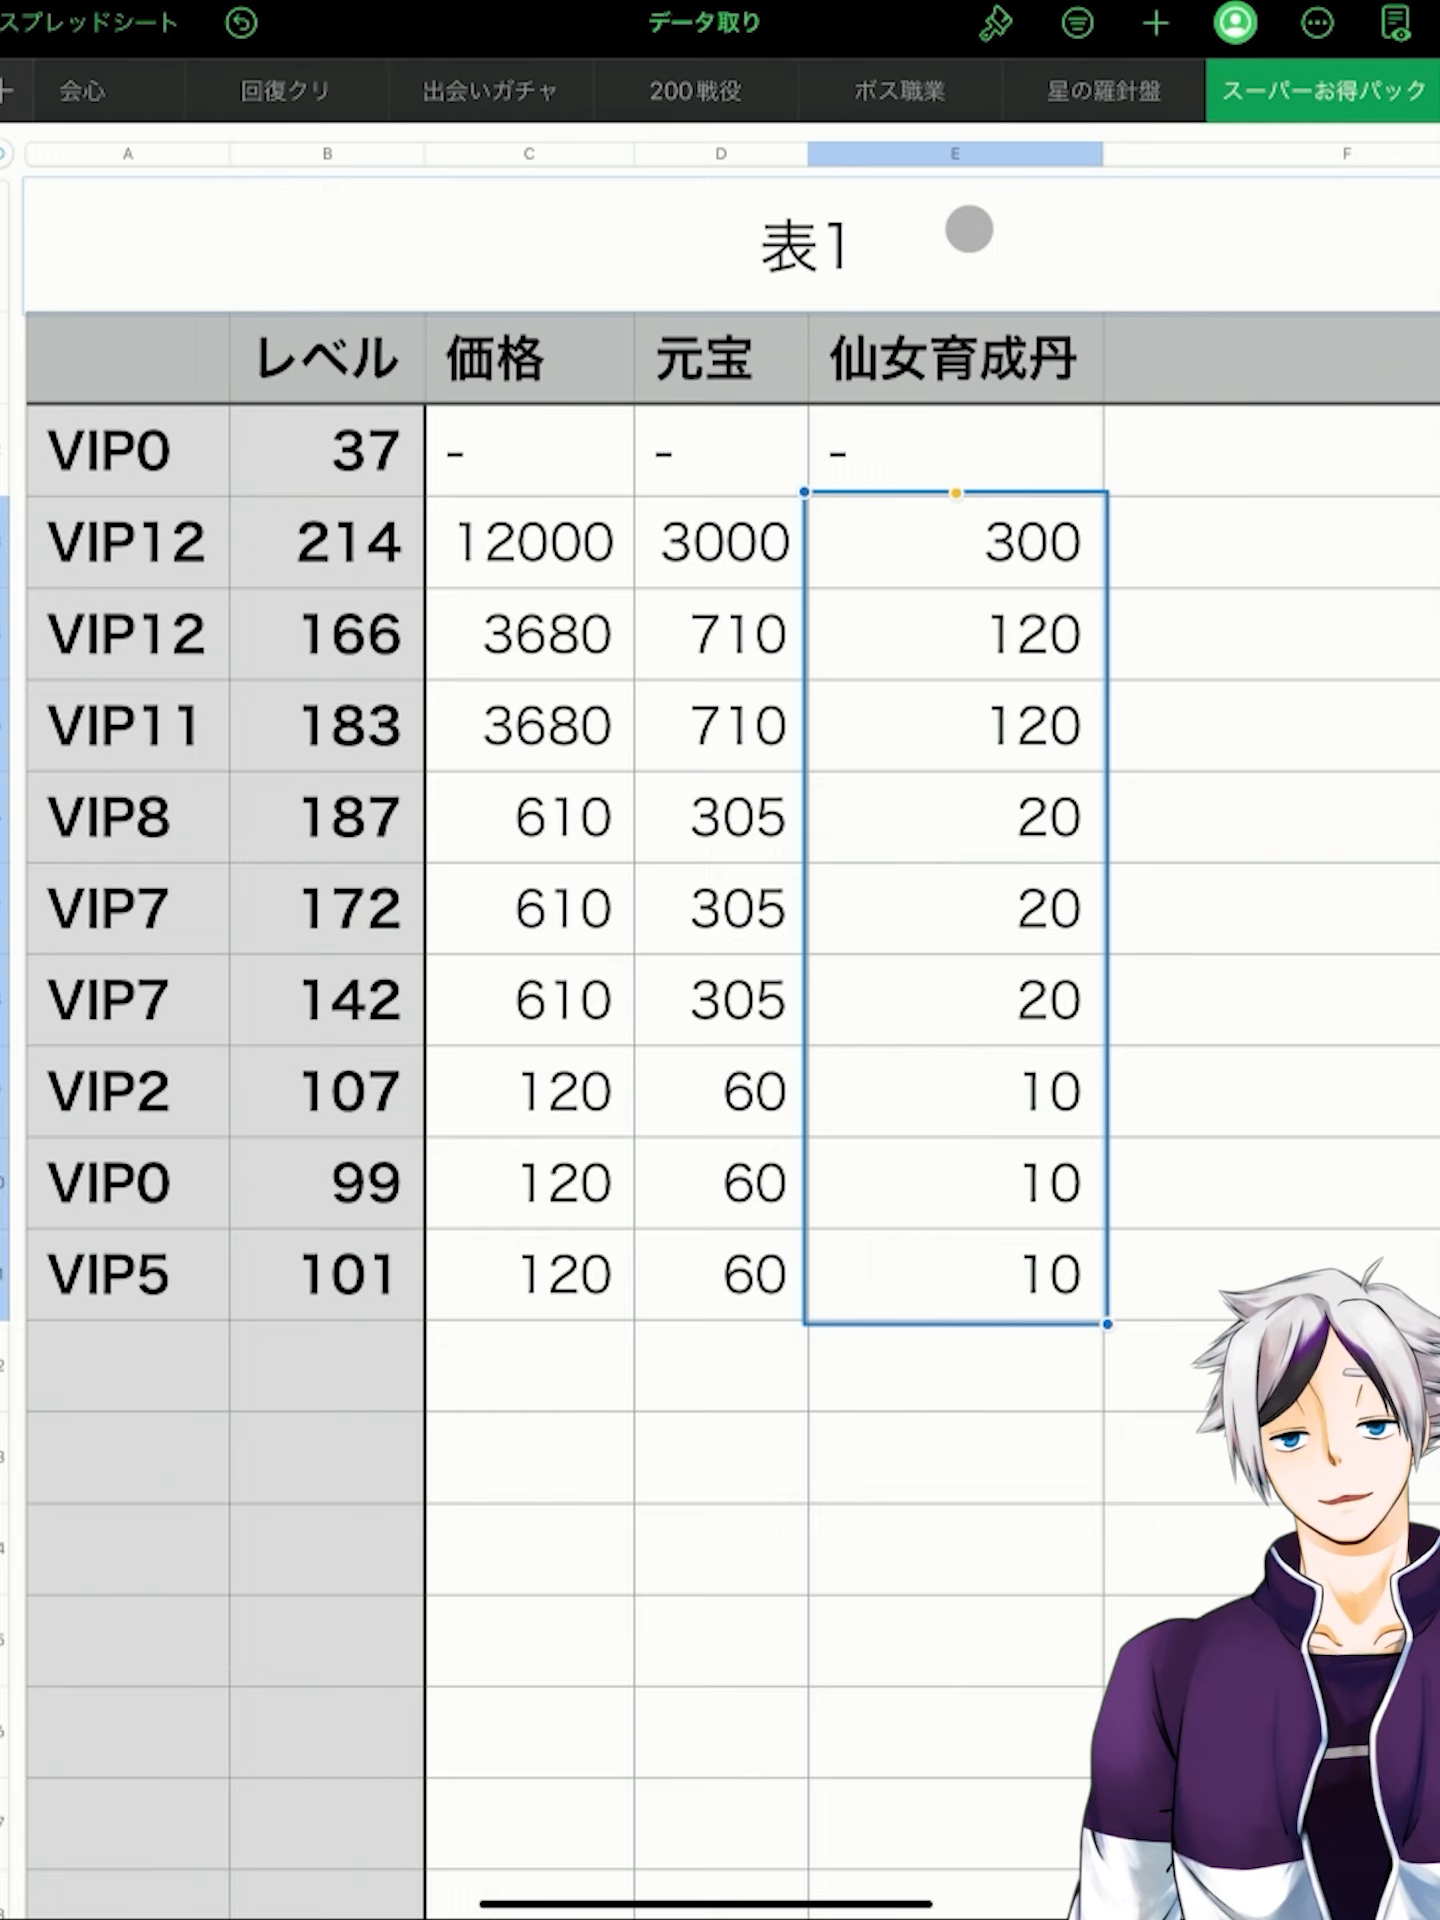 スプレッドシート データ取り
会心 回復クリ 出会いガチャ 200戦役 ボス職業 星の羅針盤 スーパーお得パック
A B C D E F
表1
レベル 価格 元宝 仙女育成丹
VIP0 37 - - -
VIP12 214 12000 3000 300
VIP12 166 3680 710 120
VIP11 183 3680 710 120
VIP8 187 610 305 20
VIP7 172 610 305 20
VIP7 142 610 305 20
VIP2 107 120 60 10
VIP0 99 120 60 10
VIP5 101 120 60 10